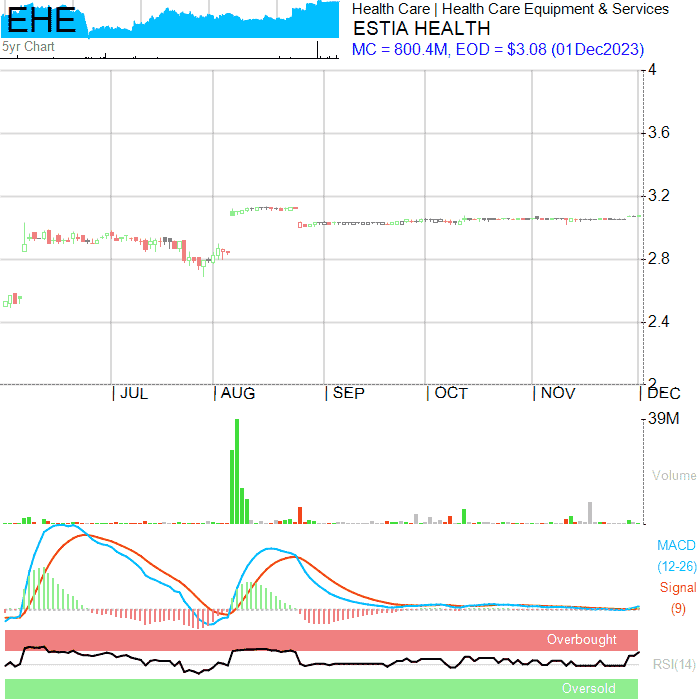 EHE
5yr Chart
Health Care | Health Care Equipment & Services
ESTIA HEALTH
MC = 800.4M, EOD = $3.08 (01Dec2023)
4
3.6
3.2
2.8
2.4
2
| JUL | AUG | SEP | OCT | NOV | DEC
39M
Volume
MACD
(12-26)
Signal
(9)
Overbought
RSI(14)
Oversold